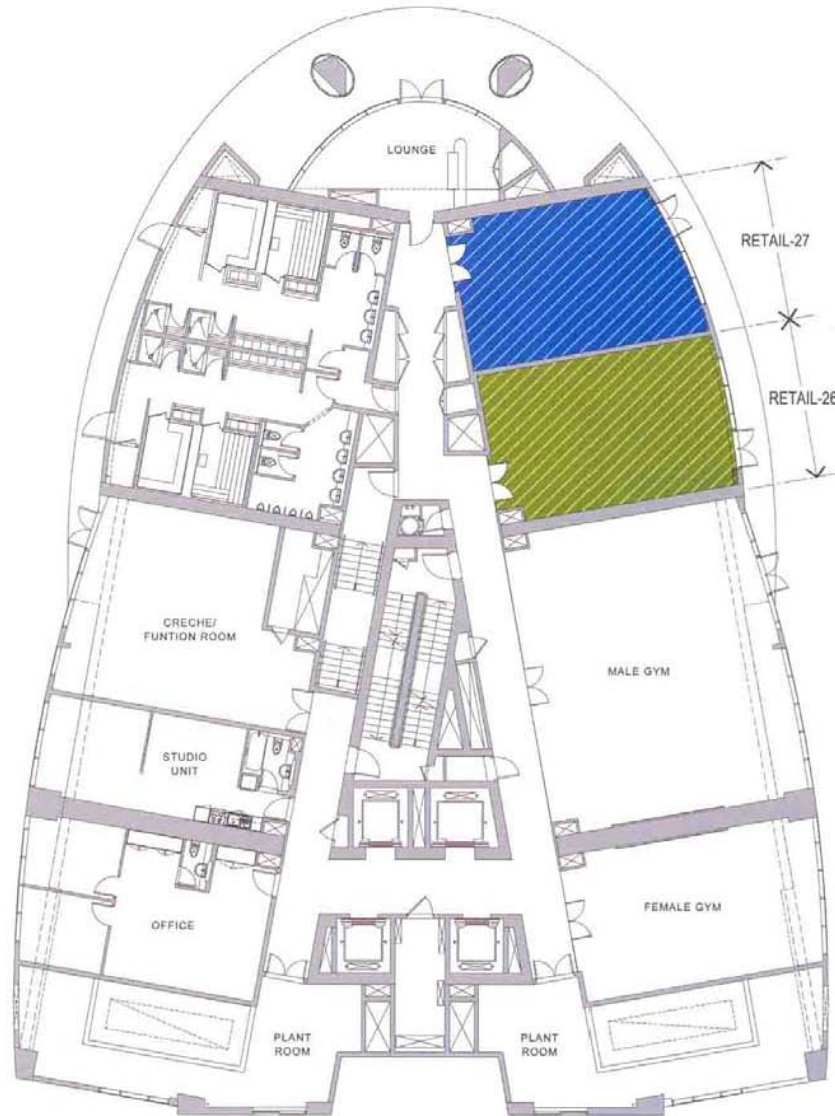 LOUNGE
RETAIL-27
RETAIL-26
CRECHE/
FUNTION ROOM
MALE GYM
STUDIO
UNIT
OFFICE
FEMALE GYM
PLANT
ROOM
PLANT
ROOM